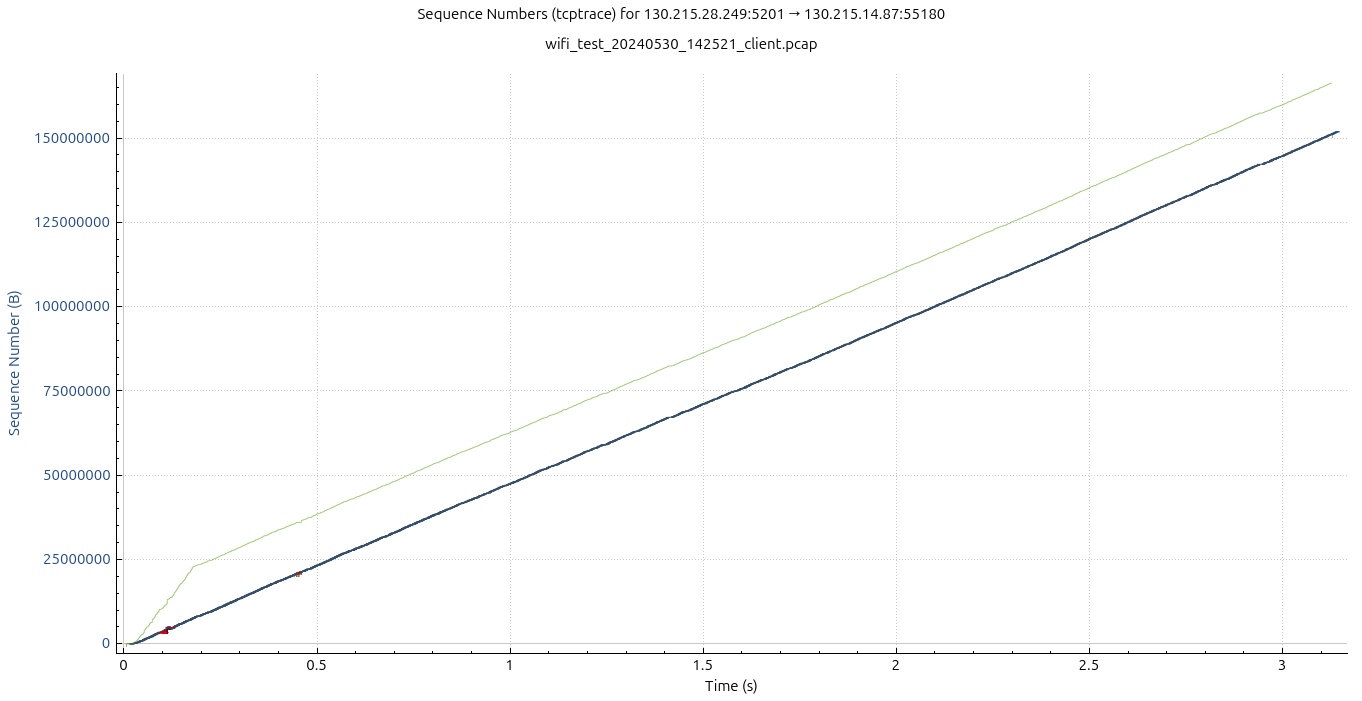 Sequence Numbers (tcptrace) for 130.215.28.249:5201 → 130.215.14.87:55180
wifi_test_20240530_142521_client.pcap
Sequence Number (B)
150000000
125000000
100000000
75000000
50000000
25000000
0
0 0.5 1 1.5 2 2.5 3
Time (s)